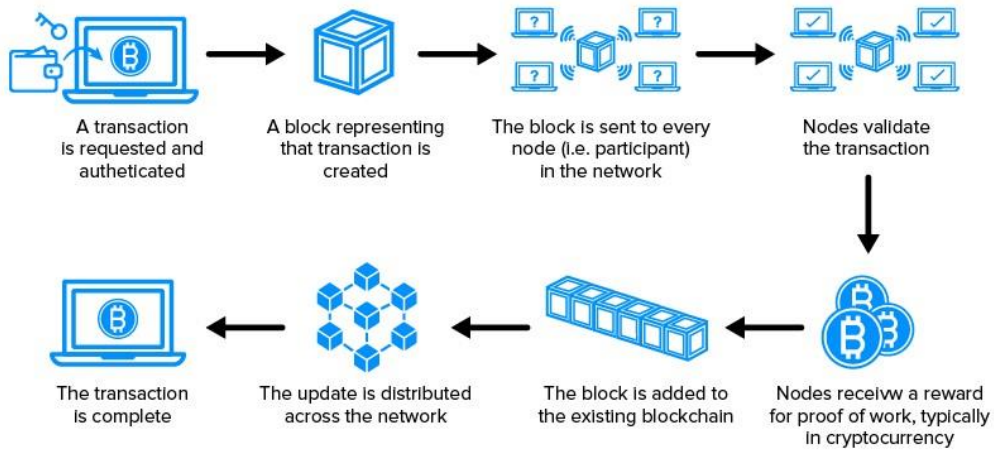 A transaction
is requested and
autheticated
A block representing
that transaction is
created
The block is sent to every
node (i.e. participant)
in the network
Nodes validate
the transaction
Nodes receivw a reward
for proof of work, typically
in cryptocurrency
The block is added to
the existing blockchain
The update is distributed
across the network
The transaction
is complete